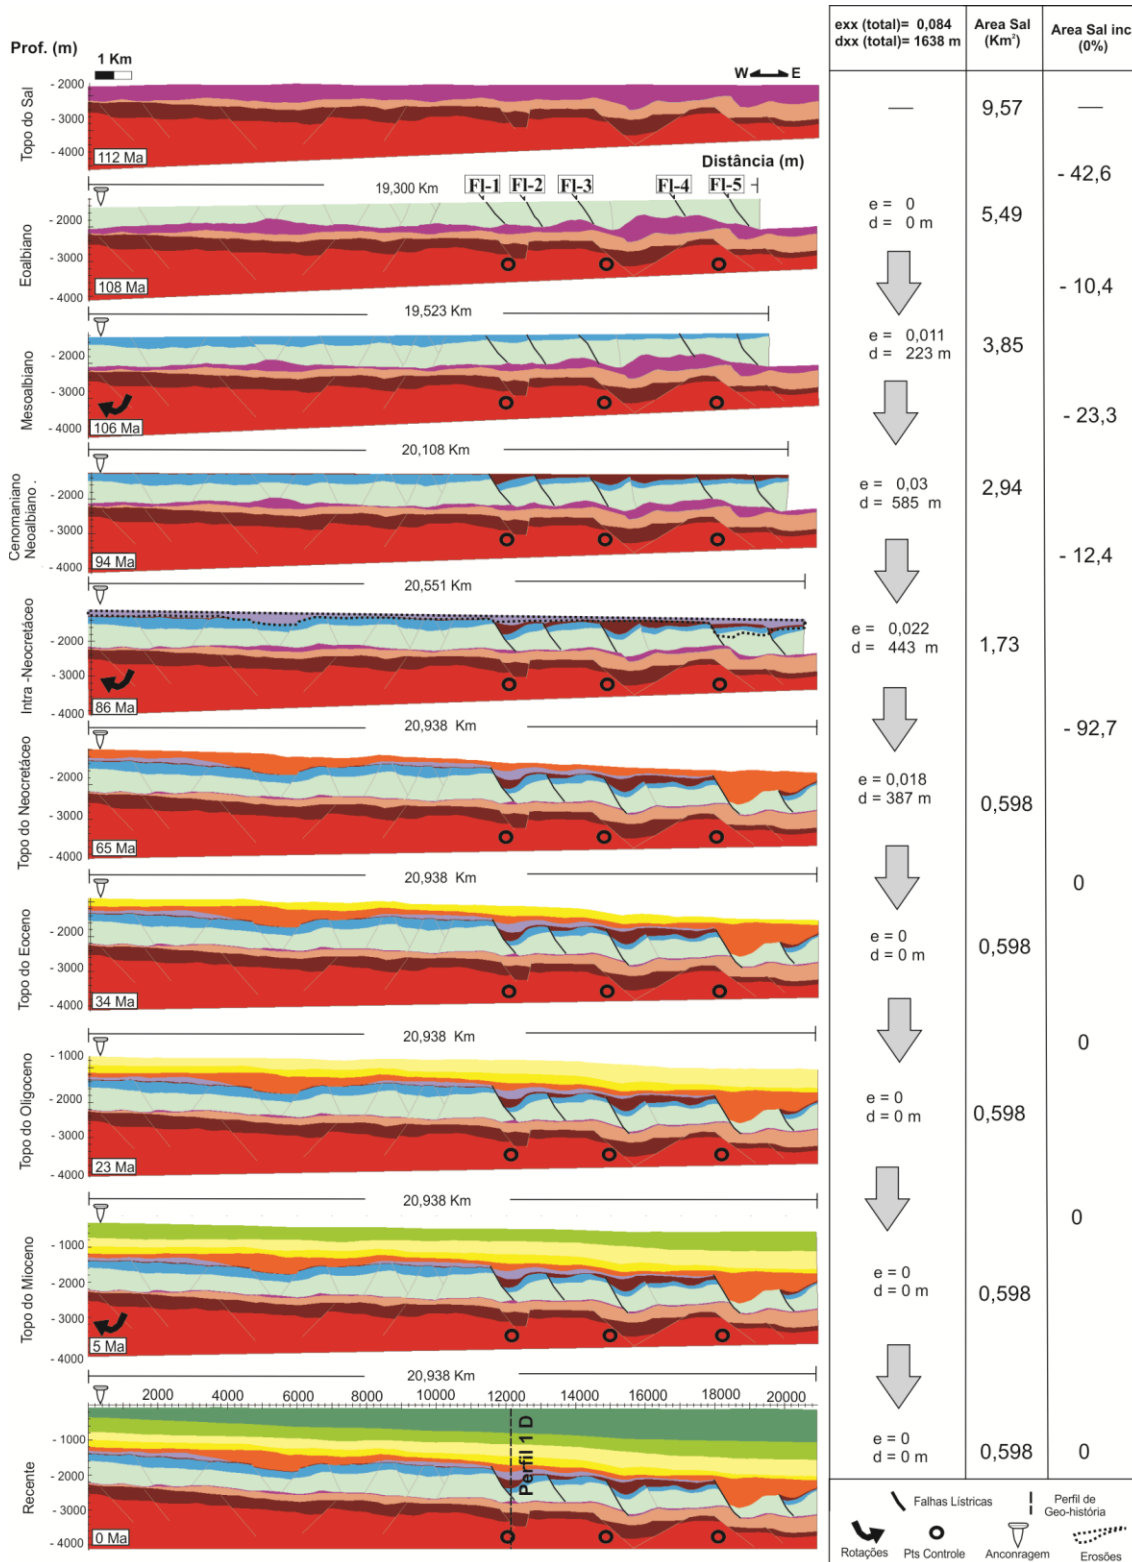 exx (total)= 0,084
dxx (total)= 1638 m
Area Sal
(Km²)
Area Sal inc
(0%)
Prof. (m)
1 Km
W E
- 2000
- 3000
- 4000
Topo do Sal
112 Ma
—
9,57
—
Distância (m)
19,300 Km
Fl-1
Fl-2
Fl-3
Fl-4
Fl-5
- 42,6
- 2000
- 3000
- 4000
Eoalbiano
108 Ma
e = 0
d = 0 m
5,49
- 10,4
19,523 Km
- 2000
- 3000
- 4000
Mesoalbiano
106 Ma
e = 0,011
d = 223 m
3,85
- 23,3
20,108 Km
- 2000
- 3000
- 4000
Cenomaniano
Neoalbiano .
94 Ma
e = 0,03
d = 585 m
2,94
- 12,4
20,551 Km
- 1000
- 2000
- 3000
- 4000
Intra -Neocretáceo
86 Ma
e = 0,022
d = 443 m
1,73
- 92,7
20,938 Km
- 2000
- 3000
- 4000
Topo do Neocretáceo
65 Ma
e = 0,018
d = 387 m
0,598
0
20,938 Km
- 2000
- 3000
- 4000
Topo do Eoceno
34 Ma
e = 0
d = 0 m
0,598
0
20,938 Km
- 1000
- 2000
- 3000
- 4000
Topo do Oligoceno
23 Ma
e = 0
d = 0 m
0,598
0
20,938 Km
- 1000
- 2000
- 3000
- 4000
Topo do Mioceno
5 Ma
e = 0
d = 0 m
0,598
20,938 Km
2000 4000 6000 8000 10000 12000 14000 16000 18000 20000
- 1000
- 2000
- 3000
- 4000
Recente
0 Ma
Perfil 1 D
e = 0
d = 0 m
0,598
0
Falhas Lístricas
Perfil de
Geo-história
Rotações
Pts Controle
Anconragem
Erosões